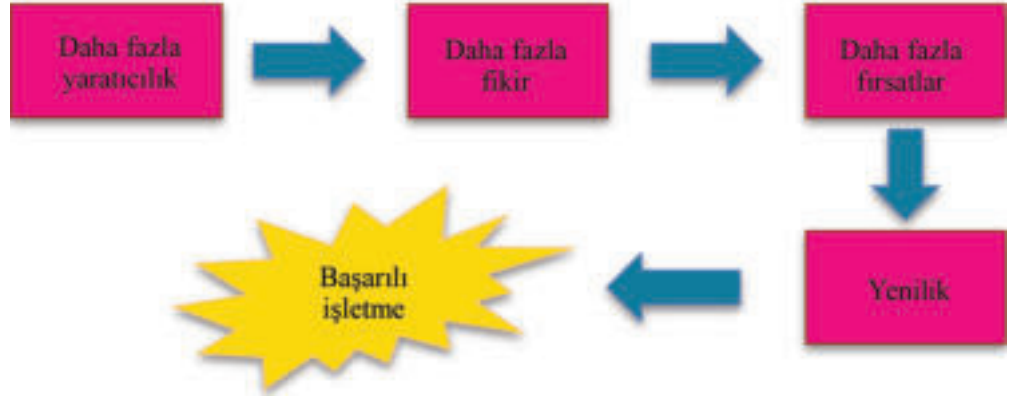 Daha fazla
yaratıcılık
Daha fazla
fikir
Daha fazla
fırsatlar
Yenilik
Başarılı
işletme